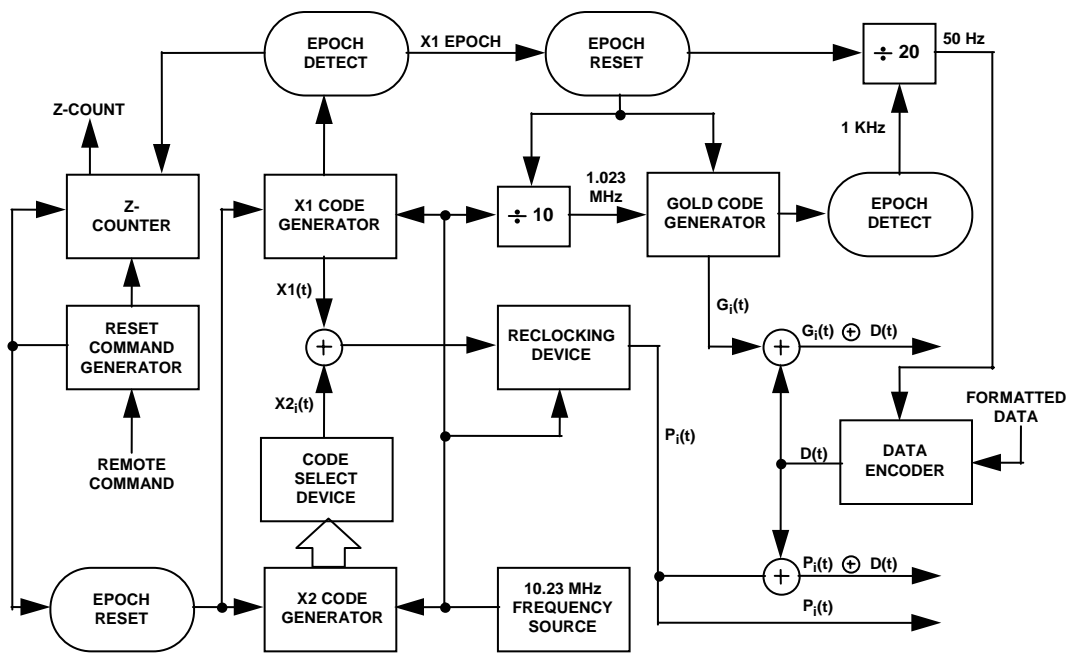 EPOCH
DETECT
X1 EPOCH
EPOCH
RESET
÷ 20
50 Hz
Z-COUNT
1 KHz
Z-
COUNTER
X1 CODE
GENERATOR
÷ 10
1.023
MHz
GOLD CODE
GENERATOR
EPOCH
DETECT
X1(t)
Gi(t)
RESET
COMMAND
GENERATOR
+
RECLOCKING
DEVICE
+
Gi(t) ⊕ D(t)
X2i(t)
FORMATTED
DATA
REMOTE
COMMAND
CODE
SELECT
DEVICE
Pi(t)
D(t)
DATA
ENCODER
EPOCH
RESET
X2 CODE
GENERATOR
10.23 MHz
FREQUENCY
SOURCE
+
Pi(t) ⊕ D(t)
Pi(t)